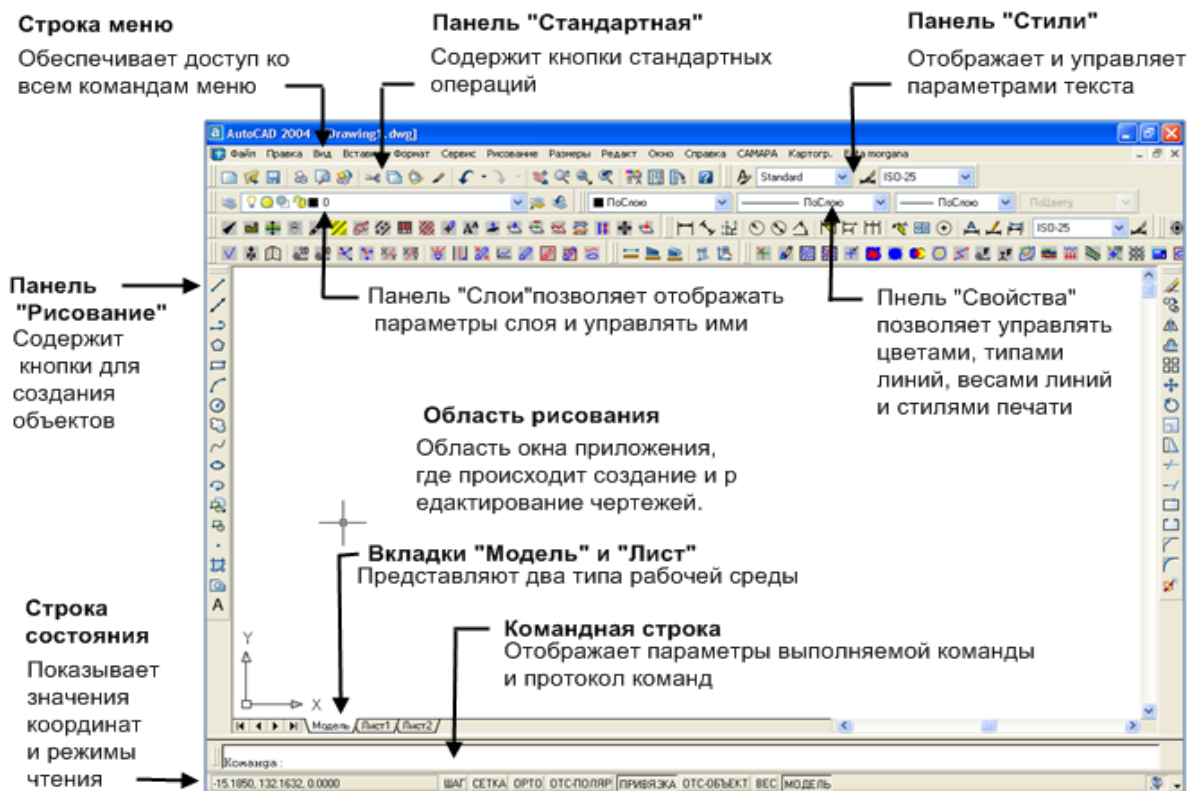 Строка меню
Обеспечивает доступ ко
всем командам меню
Панель "Стандартная"
Содержит кнопки стандартных
операций
Панель "Стили"
Отображает и управляет
параметрами текста
AutoCAD 2004 Drawing1.dwg]
Файл Правка Вид Формат Сервис Рисование Размеры Редакт Окно Справка САМАРА Картогр. morgana
Standard ISO-25
0 ПоСлою ПоСлою ПоСлою ПоЦвету
ISO-25
Панель
"Рисование"
Содержит
кнопки для
создания
объектов
Панель "Слои"позволяет отображать
параметры слоя и управлять ими
Пнель "Свойства"
позволяет управлять
цветами, типами
линий, весами линий
и стилями печати
Область рисования
Область окна приложения,
где происходит создание и р
едактирование чертежей.
Вкладки "Модель" и "Лист"
Представляют два типа рабочей среды
Строка
состояния
Показывает
значения
координат
и режимы
чтения
Командная строка
Отображает параметры выполняемой команды
и протокол команд
A
Y
X
Модель Лист1 Лист2
Команда:
-15.1850, 132.1632, 0.0000 ШАГ СЕТКА ОРТО ОТС-ПОЛЯР ПРИВЯЗКА ОТС-ОБЪЕКТ ВЕС МОДЕЛЬ